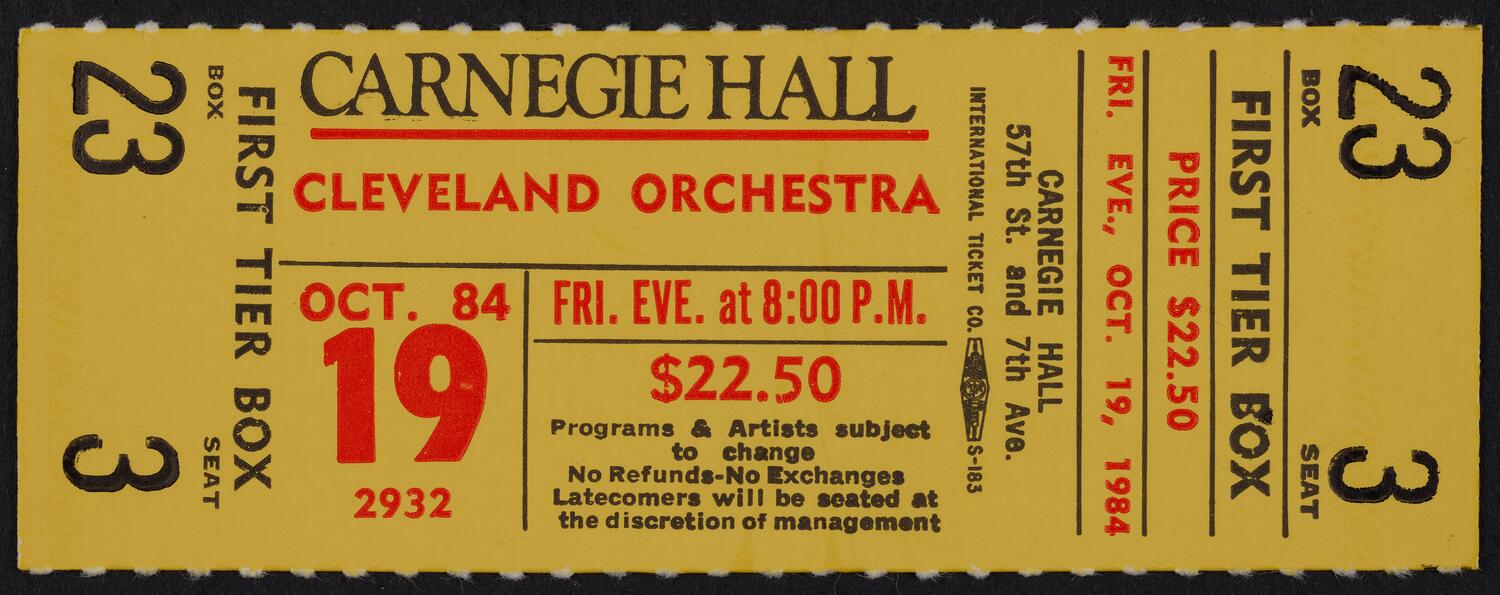 23
BOX
FIRST TIER BOX
SEAT
3
CARNEGIE HALL
CLEVELAND ORCHESTRA
OCT. 84
19
2932
FRI. EVE. at 8:00 P.M.
$22.50
Programs & Artists subject
to change
No Refunds-No Exchanges
Latecomers will be seated at
the discretion of management
INTERNATIONAL TICKET CO. S-183
CARNEGIE HALL
57th St. and 7th Ave.
FRI. EVE., OCT. 19, 1984
PRICE $22.50
FIRST TIER BOX
BOX
SEAT
23
3